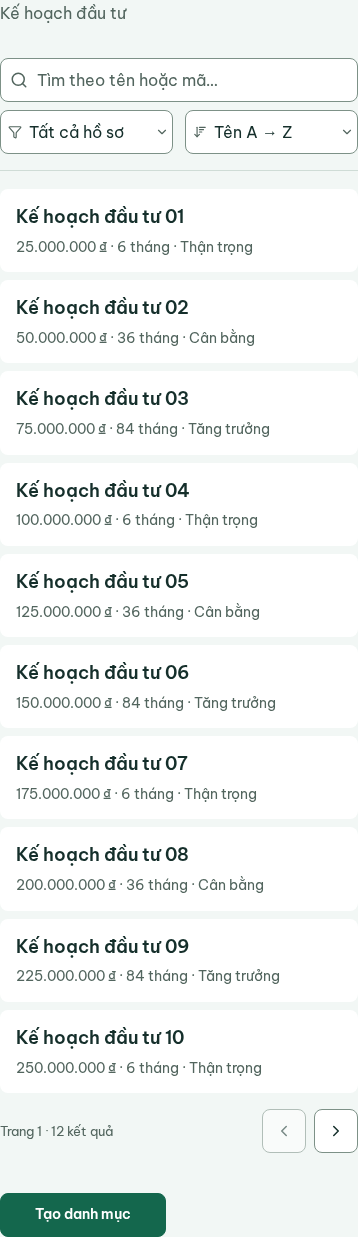 Kế hoạch đầu tư
Tìm theo tên hoặc mã...
Tất cả hồ sơ
Tên A → Z
Kế hoạch đầu tư 01
25.000.000 ₫ · 6 tháng · Thận trọng
Kế hoạch đầu tư 02
50.000.000 ₫ · 36 tháng · Cân bằng
Kế hoạch đầu tư 03
75.000.000 ₫ · 84 tháng · Tăng trưởng
Kế hoạch đầu tư 04
100.000.000 ₫ · 6 tháng · Thận trọng
Kế hoạch đầu tư 05
125.000.000 ₫ · 36 tháng · Cân bằng
Kế hoạch đầu tư 06
150.000.000 ₫ · 84 tháng · Tăng trưởng
Kế hoạch đầu tư 07
175.000.000 ₫ · 6 tháng · Thận trọng
Kế hoạch đầu tư 08
200.000.000 ₫ · 36 tháng · Cân bằng
Kế hoạch đầu tư 09
225.000.000 ₫ · 84 tháng · Tăng trưởng
Kế hoạch đầu tư 10
250.000.000 ₫ · 6 tháng · Thận trọng
Trang 1 · 12 kết quả
Tạo danh mục